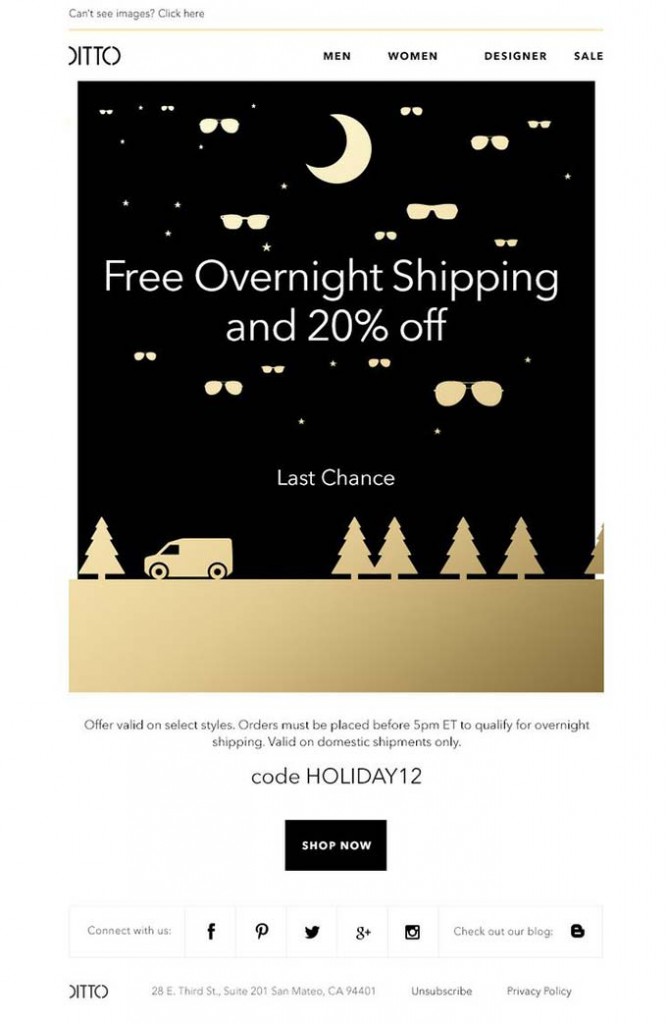 Can't see images? Click here
DITTO
MEN WOMEN DESIGNER SALE
Free Overnight Shipping
and 20% off
Last Chance
Offer valid on select styles. Orders must be placed before 5pm ET to qualify for overnight
shipping. Valid on domestic shipments only.
code HOLIDAY12
SHOP NOW
Connect with us: f 8+ Check out our blog: B
DITTO 28 E. Third St., Suite 201 San Mateo, CA 94401 Unsubscribe Privacy Policy